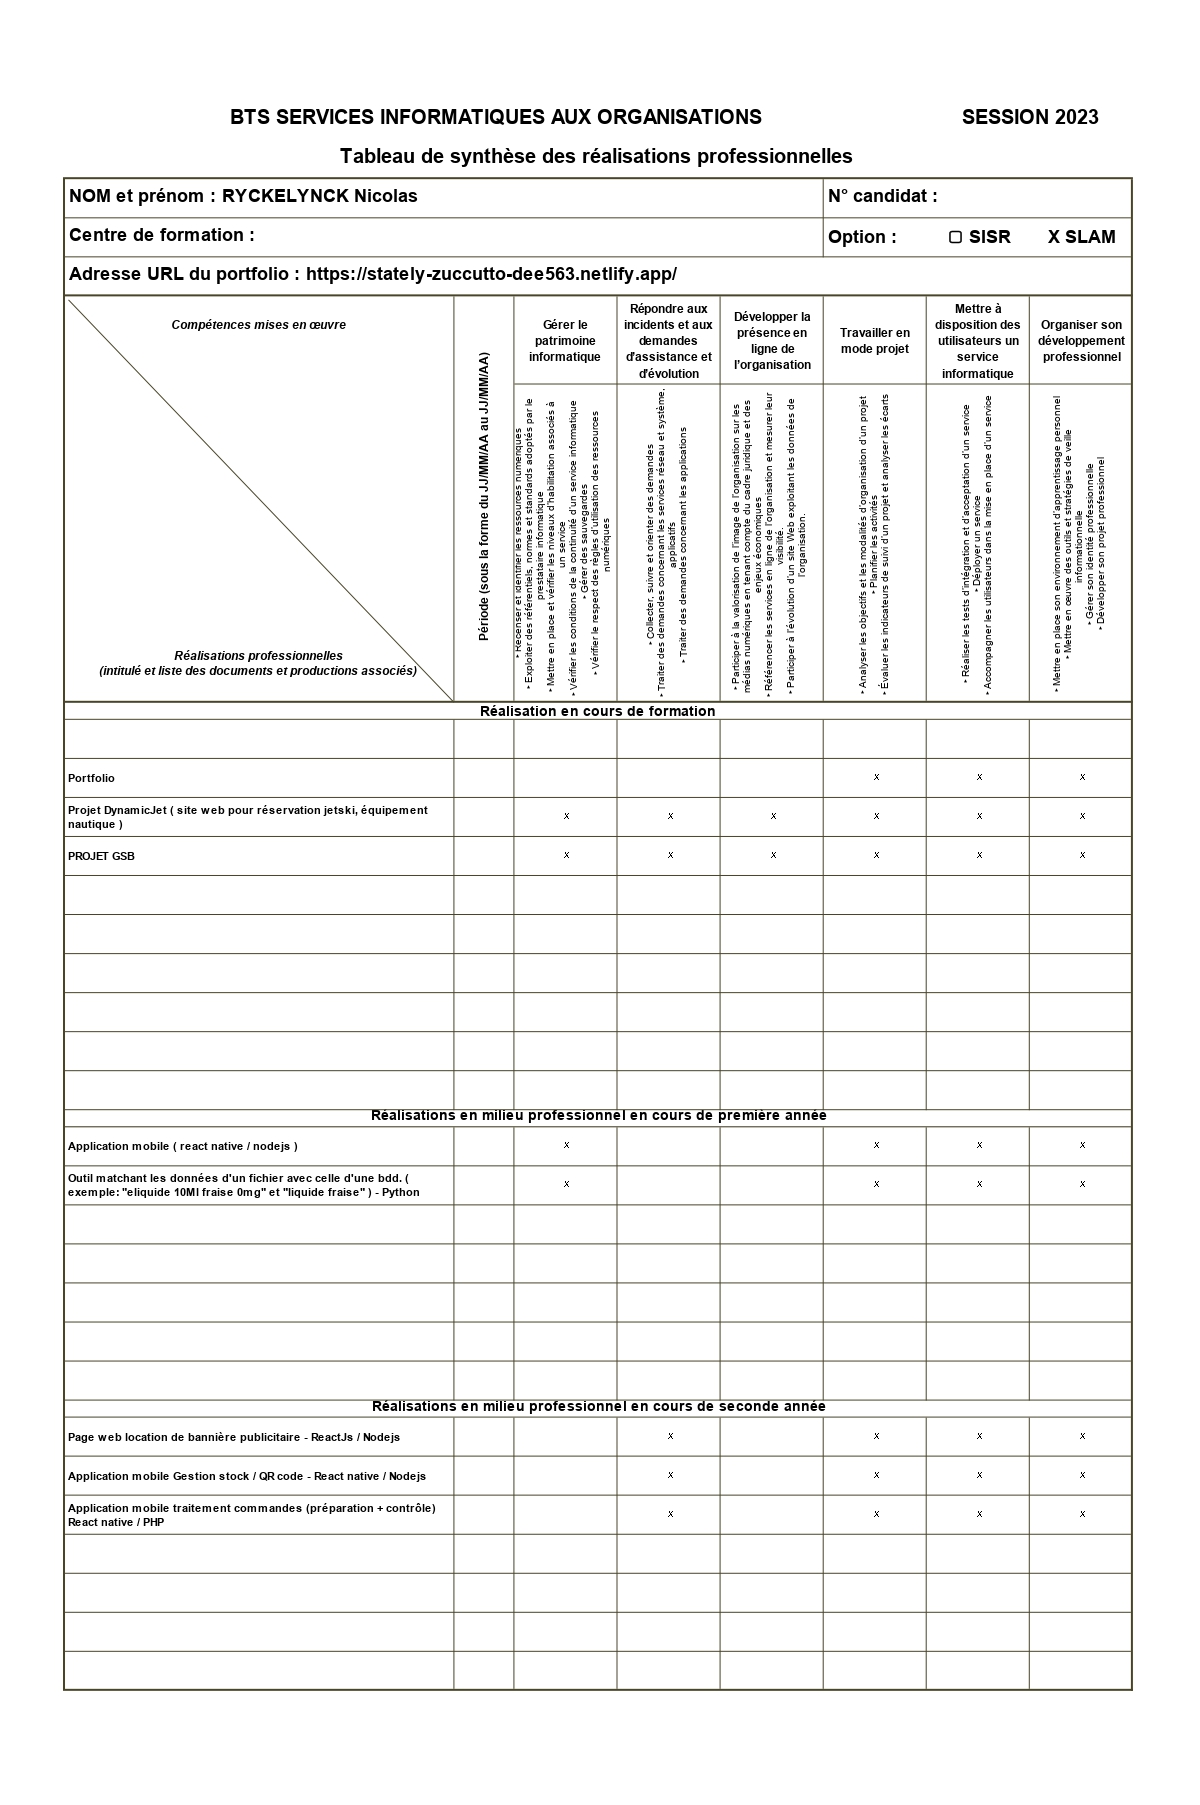 BTS SERVICES INFORMATIQUES AUX ORGANISATIONS SESSION 2023
Tableau de synthèse des réalisations professionnelles
NOM et prénom : RYCKELYNCK Nicolas N° candidat :
Centre de formation : Option : ▢ SISR X SLAM
Adresse URL du portfolio : https://stately-zuccutto-dee563.netlify.app/
Compétences mises en œuvre
Réalisations professionnelles
(intitulé et liste des documents et productions associés)
Période (sous la forme du JJ/MM/AA au JJ/MM/AA)
Gérer le
patrimoine
informatique
Répondre aux
incidents et aux
demandes
d'assistance et
d'évolution
Développer la
présence en
ligne de
l'organisation
Travailler en
mode projet
Mettre à
disposition des
utilisateurs un
service
informatique
Organiser son
développement
professionnel
‣ Recenser et identifier les ressources numériques
‣ Exploiter des référentiels, normes et standards adoptés par le
prestataire informatique
‣ Mettre en place et vérifier les niveaux d'habilitation associés à
un service
‣ Vérifier les conditions de la continuité d'un service informatique
‣ Gérer des sauvegardes
‣ Vérifier le respect des règles d'utilisation des ressources
numériques
‣ Collecter, suivre et orienter des demandes
‣ Traiter des demandes concernant les services réseau et système,
applicatifs
‣ Traiter des demandes concernant les applications
‣ Participer à la valorisation de l'image de l'organisation sur les
médias numériques en tenant compte du cadre juridique et des
enjeux économiques
‣ Référencer les services en ligne de l'organisation et mesurer leur
visibilité.
‣ Participer à l'évolution d'un site Web exploitant les données de
l'organisation.
‣ Analyser les objectifs et les modalités d'organisation d'un projet
‣ Planifier les activités
‣ Évaluer les indicateurs de suivi d'un projet et analyser les écarts
‣ Réaliser les tests d'intégration et d'acceptation d'un service
‣ Déployer un service
‣ Accompagner les utilisateurs dans la mise en place d'un service
‣ Mettre en place son environnement d'apprentissage personnel
‣ Mettre en œuvre des outils et stratégies de veille
informationnelle
‣ Gérer son identité professionnelle
‣ Développer son projet professionnel
Réalisation en cours de formation
Portfolio x x x
Projet DynamicJet ( site web pour réservation jetski, équipement
nautique ) x x x x x x
PROJET GSB x x x x x x
Réalisations en milieu professionnel en cours de première année
Application mobile ( react native / nodejs ) x x x x
Outil matchant les données d'un fichier avec celle d'une bdd. (
exemple: "eliquide 10Ml fraise 0mg" et "liquide fraise" ) - Python x x x x
Réalisations en milieu professionnel en cours de seconde année
Page web location de bannière publicitaire - ReactJs / Nodejs x x x x
Application mobile Gestion stock / QR code - React native / Nodejs x x x x
Application mobile traitement commandes (préparation + contrôle)
React native / PHP x x x x